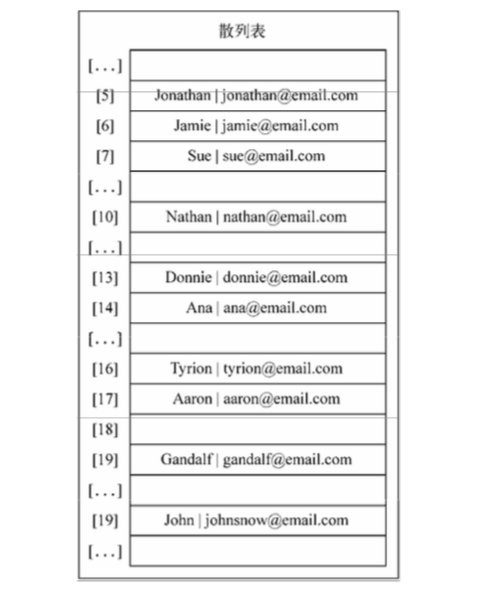 散列表
[...]
[5] Jonathan | jonathan@email.com
[6] Jamie | jamie@email.com
[7] Sue | sue@email.com
[...]
[10] Nathan | nathan@email.com
[...]
[13] Donnie | donnie@email.com
[14] Ana | ana@email.com
[...]
[16] Tyrion | tyrion@email.com
[17] Aaron | aaron@email.com
[18]
[19] Gandalf | gandalf@email.com
[...]
[19] John | johnsnow@email.com
[...]